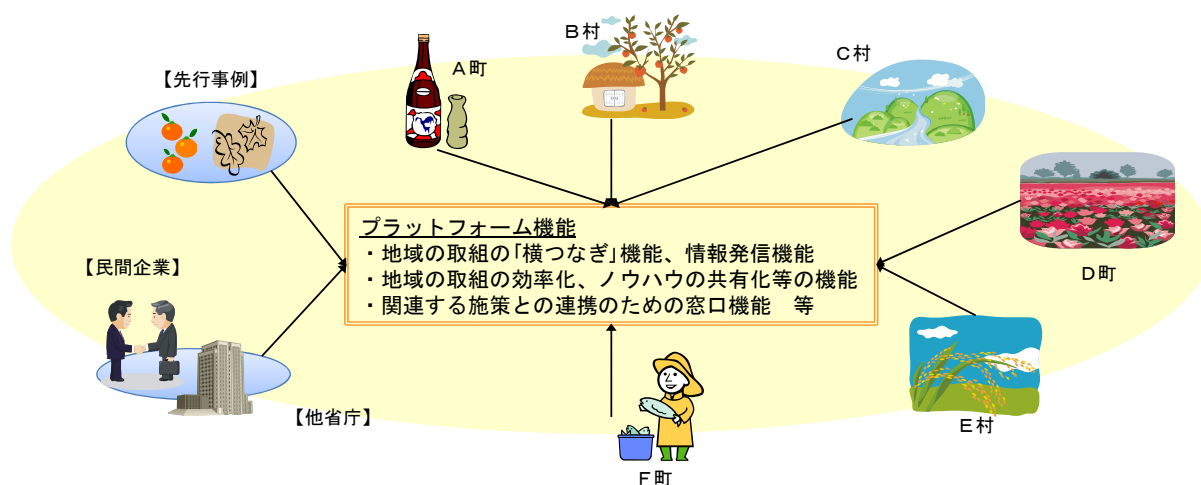 B村
A町
C村
【先行事例】
プラットフォーム機能
・地域の取組の「横つなぎ」機能、情報発信機能
・地域の取組の効率化、ノウハウの共有化等の機能
・関連する施策との連携のための窓口機能　等
【民間企業】
D町
【他省庁】
E村
F町